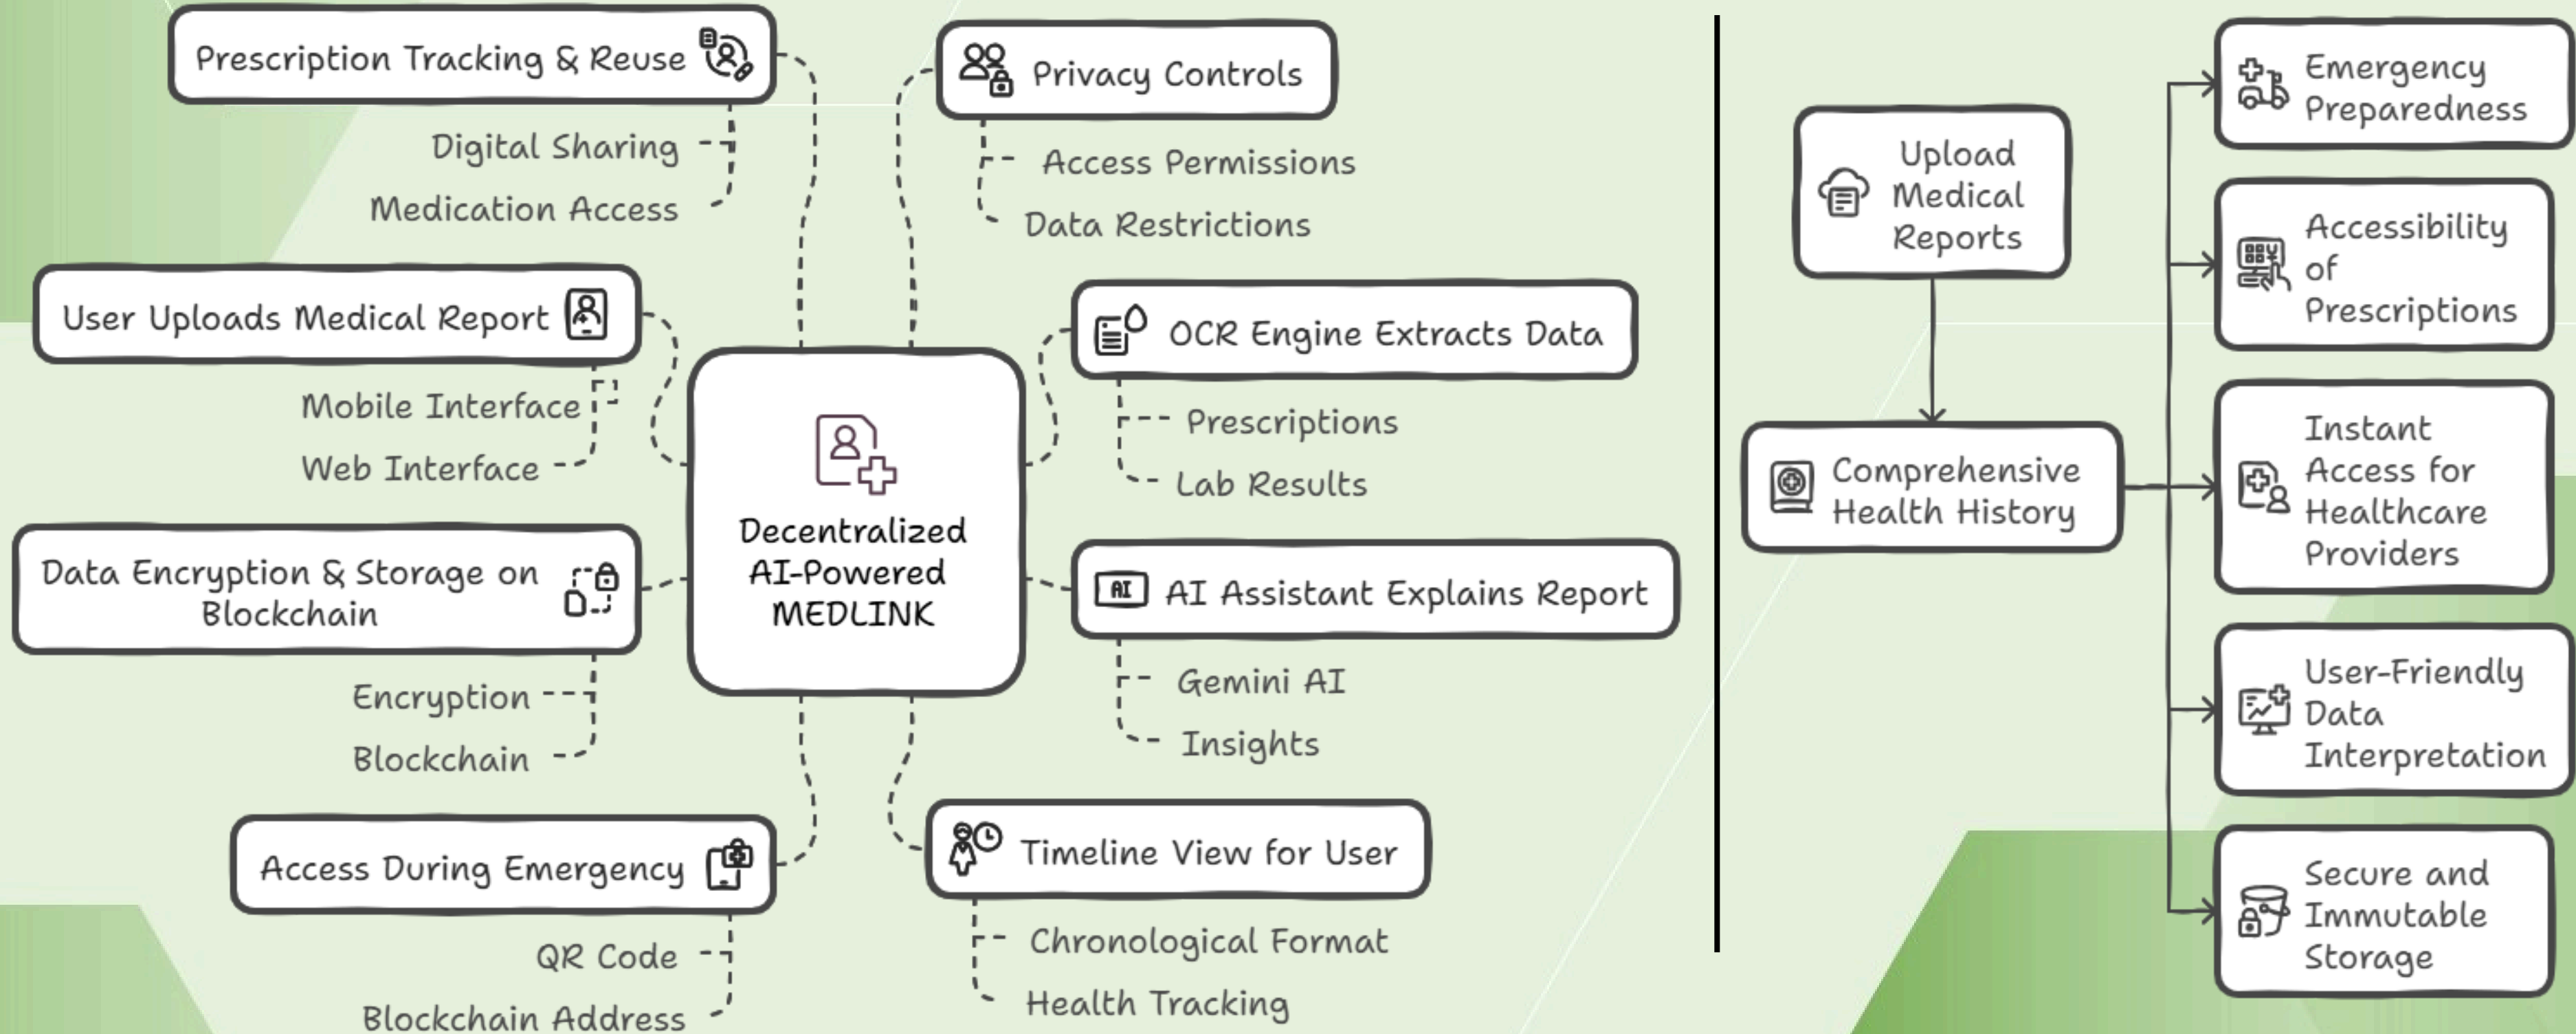 Prescription Tracking & Reuse
Digital Sharing
Medication Access
User Uploads Medical Report
Mobile Interface
Web Interface
Data Encryption & Storage on
Blockchain
Encryption
Blockchain
Access During Emergency
QR Code
Blockchain Address
Decentralized
AI-Powered
MEDLINK
Privacy Controls
Access Permissions
Data Restrictions
OCR Engine Extracts Data
Prescriptions
Lab Results
AI
AI Assistant Explains Report
Gemini AI
Insights
Timeline View for User
Chronological Format
Health Tracking
Upload
Medical
Reports
Comprehensive
Health History
Emergency
Preparedness
Accessibility
of
Prescriptions
Instant
Access for
Healthcare
Providers
User-Friendly
Data
Interpretation
Secure and
Immutable
Storage